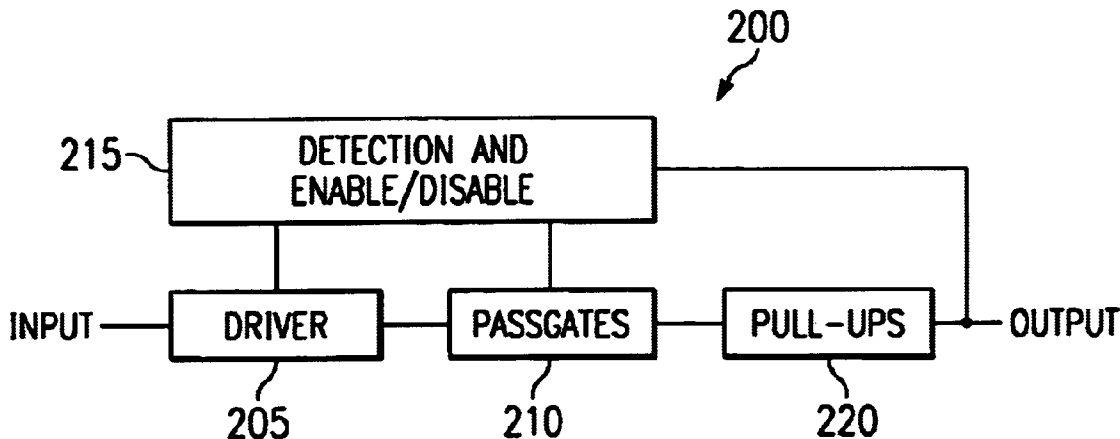 200
215
DETECTION AND
ENABLE/DISABLE
INPUT
DRIVER
PASSGATES
PULL-UPS
OUTPUT
205
210
220